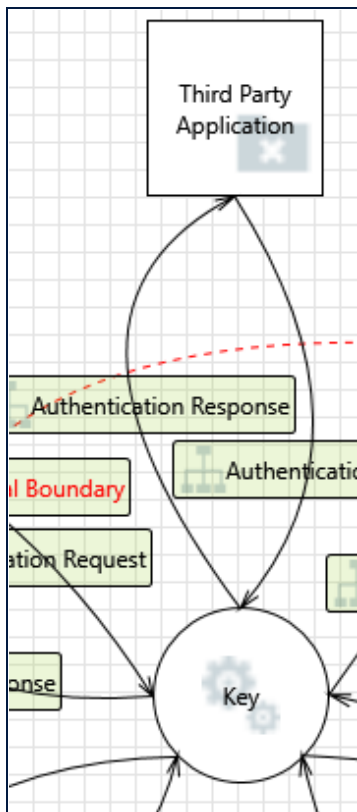 Third Party
Application
Authentication Response
Authenticatio
al Boundary
ation Request
onse
Key